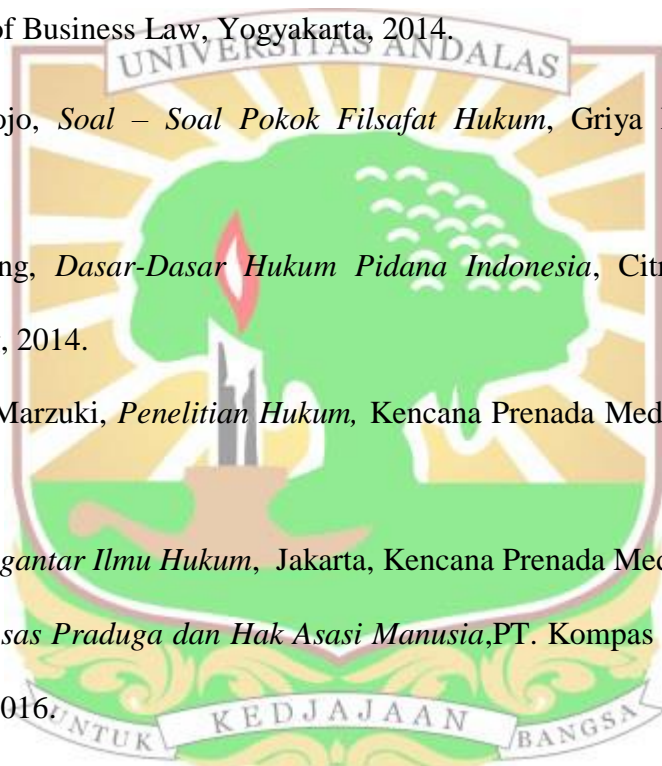 of Business Law, Yogyakarta, 2014.
UNIVERSITAS ANDALAS
ojo, Soal – Soal Pokok Filsafat Hukum, Griya
ng, Dasar-Dasar Hukum Pidana Indonesia, Citr
, 2014.
Marzuki, Penelitian Hukum, Kencana Prenada Med
gantar Ilmu Hukum, Jakarta, Kencana Prenada Med
sas Praduga dan Hak Asasi Manusia,PT. Kompas
016.
UNTUK KEDJAJAAN BANGSA